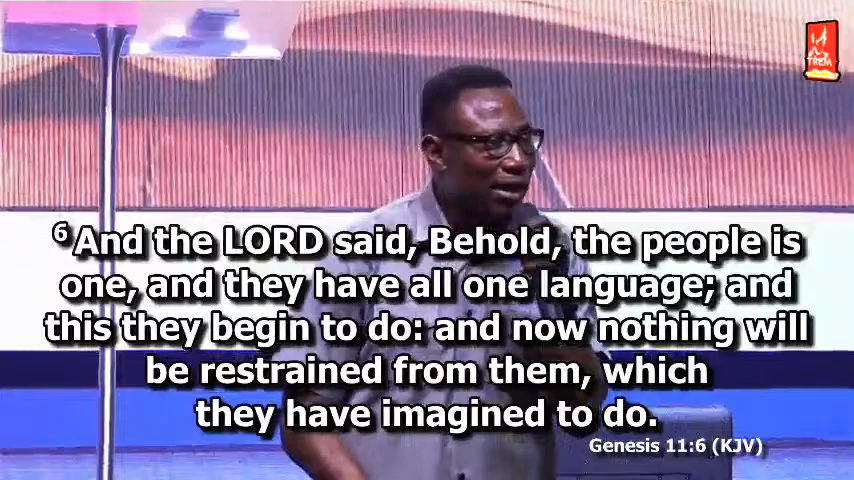 TREM
6 And the LORD said, Behold, the people is
one, and they have all one language; and
this they begin to do: and now nothing will
be restrained from them, which
they have imagined to do.
Genesis 11:6 (KJV)